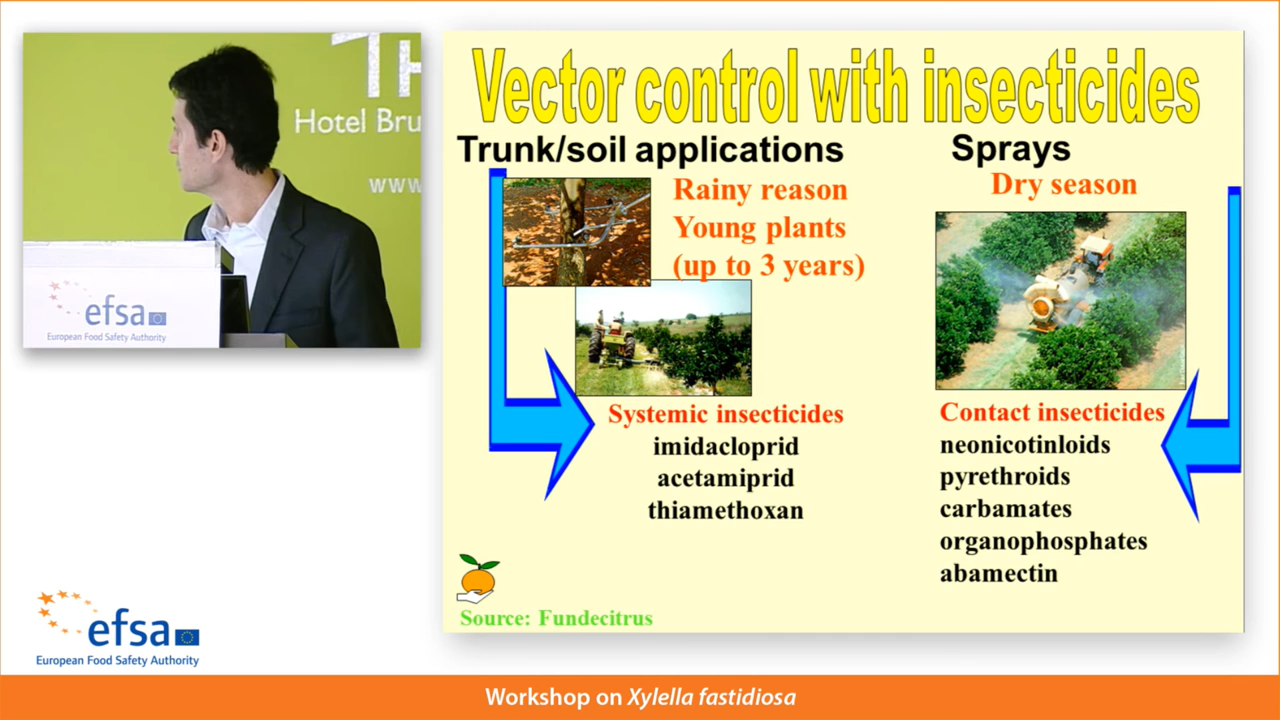 TH
Hotel Bru
www
efsa
European Food Safety Authority
Vector control with insecticides
Trunk/soil applications
Rainy reason
Young plants
(up to 3 years)
Systemic insecticides
imidacloprid
acetamiprid
thiamethoxan
Sprays
Dry season
Contact insecticides
neonicotinloids
pyrethroids
carbamates
organophosphates
abamectin
Source: Fundecitrus
efsa
European Food Safety Authority
Workshop on Xylella fastidiosa